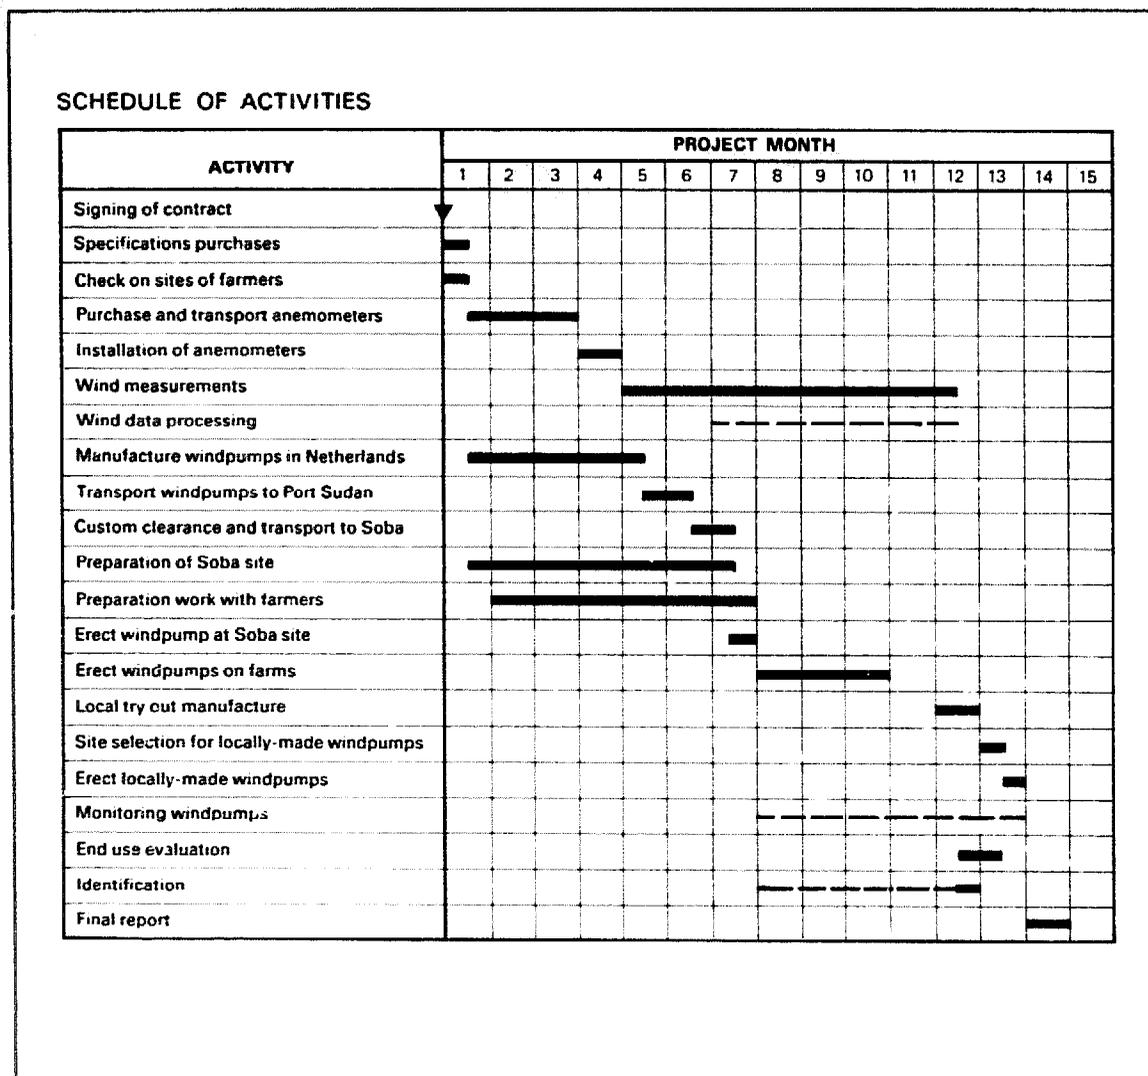 SCHEDULE OF ACTIVITIES
ACTIVITY
PROJECT MONTH
1 2 3 4 5 6 7 8 9 10 11 12 13 14 15
Signing of contract
Specifications purchases
Check on sites of farmers
Purchase and transport anemometers
Installation of anemometers
Wind measurements
Wind data processing
Manufacture windpumps in Netherlands
Transport windpumps to Port Sudan
Custom clearance and transport to Soba
Preparation of Soba site
Preparation work with farmers
Erect windpump at Soba site
Erect windpumps on farms
Local try out manufacture
Site selection for locally-made windpumps
Erect locally-made windpumps
Monitoring windpumps
End use evaluation
Identification
Final report